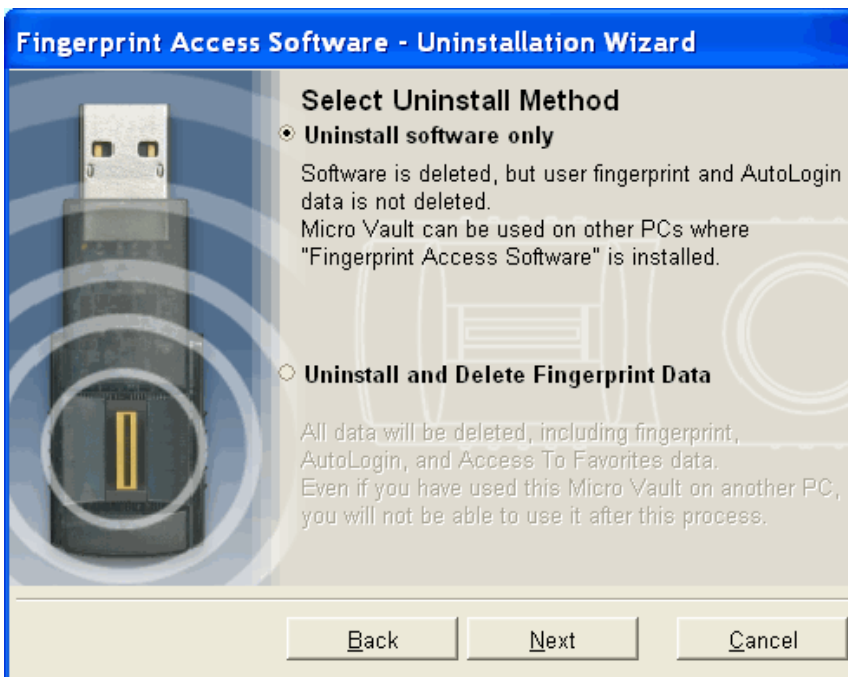 Fingerprint Access Software - Uninstallation Wizard
Select Uninstall Method
Uninstall software only
Software is deleted, but user fingerprint and AutoLogin
data is not deleted.
Micro Vault can be used on other PCs where
"Fingerprint Access Software" is installed.
Uninstall and Delete Fingerprint Data
All data will be deleted, including fingerprint,
AutoLogin, and Access To Favorites data.
Even if you have used this Micro Vault on another PC,
you will not be able to use it after this process.
Back Next Cancel